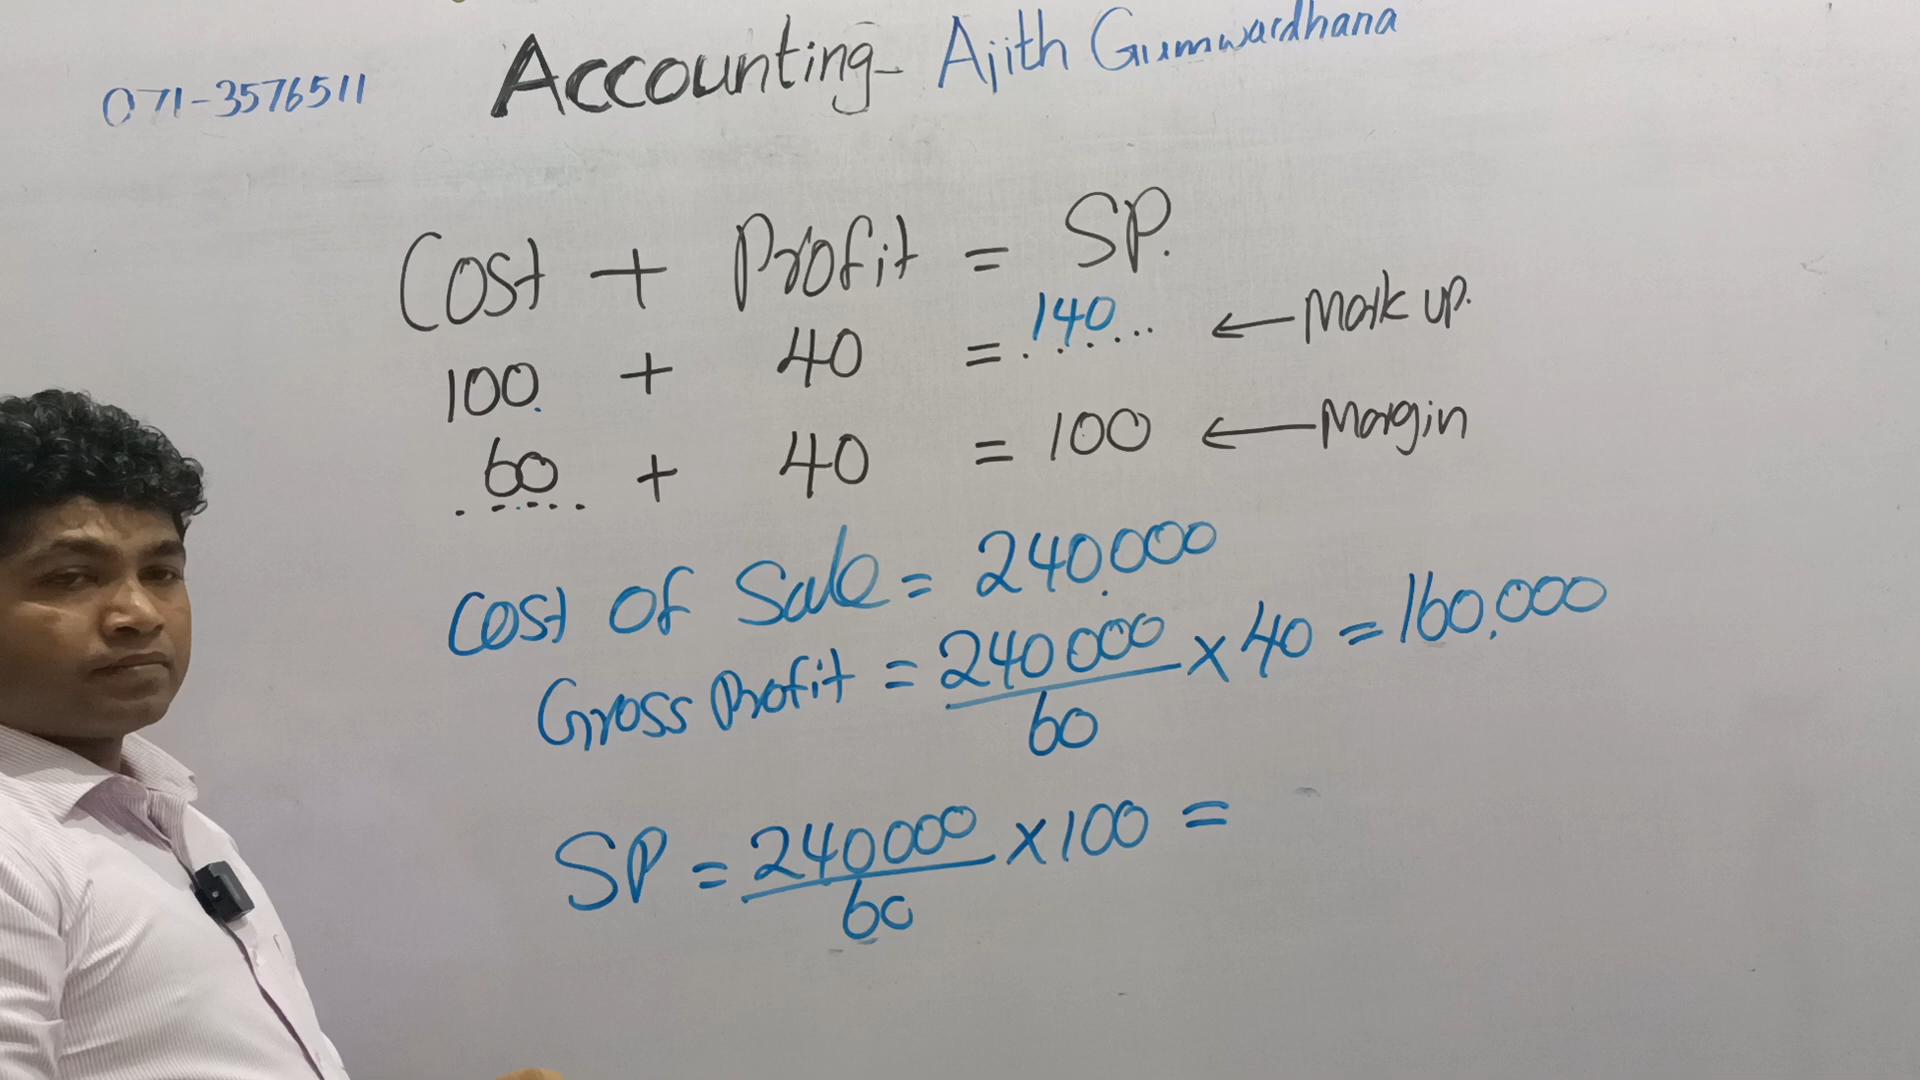 071-3576511 Accounting- Ajith Gunawardhana
Cost + Profit = SP.
100 + 40 = 140 ..... ← Mark up.
60 + 40 = 100 ← Margin
.....
Cost of Sale = 240,000
Gross Profit = 240000/60 × 40 = 160,000
SP = 240000/60 × 100 =